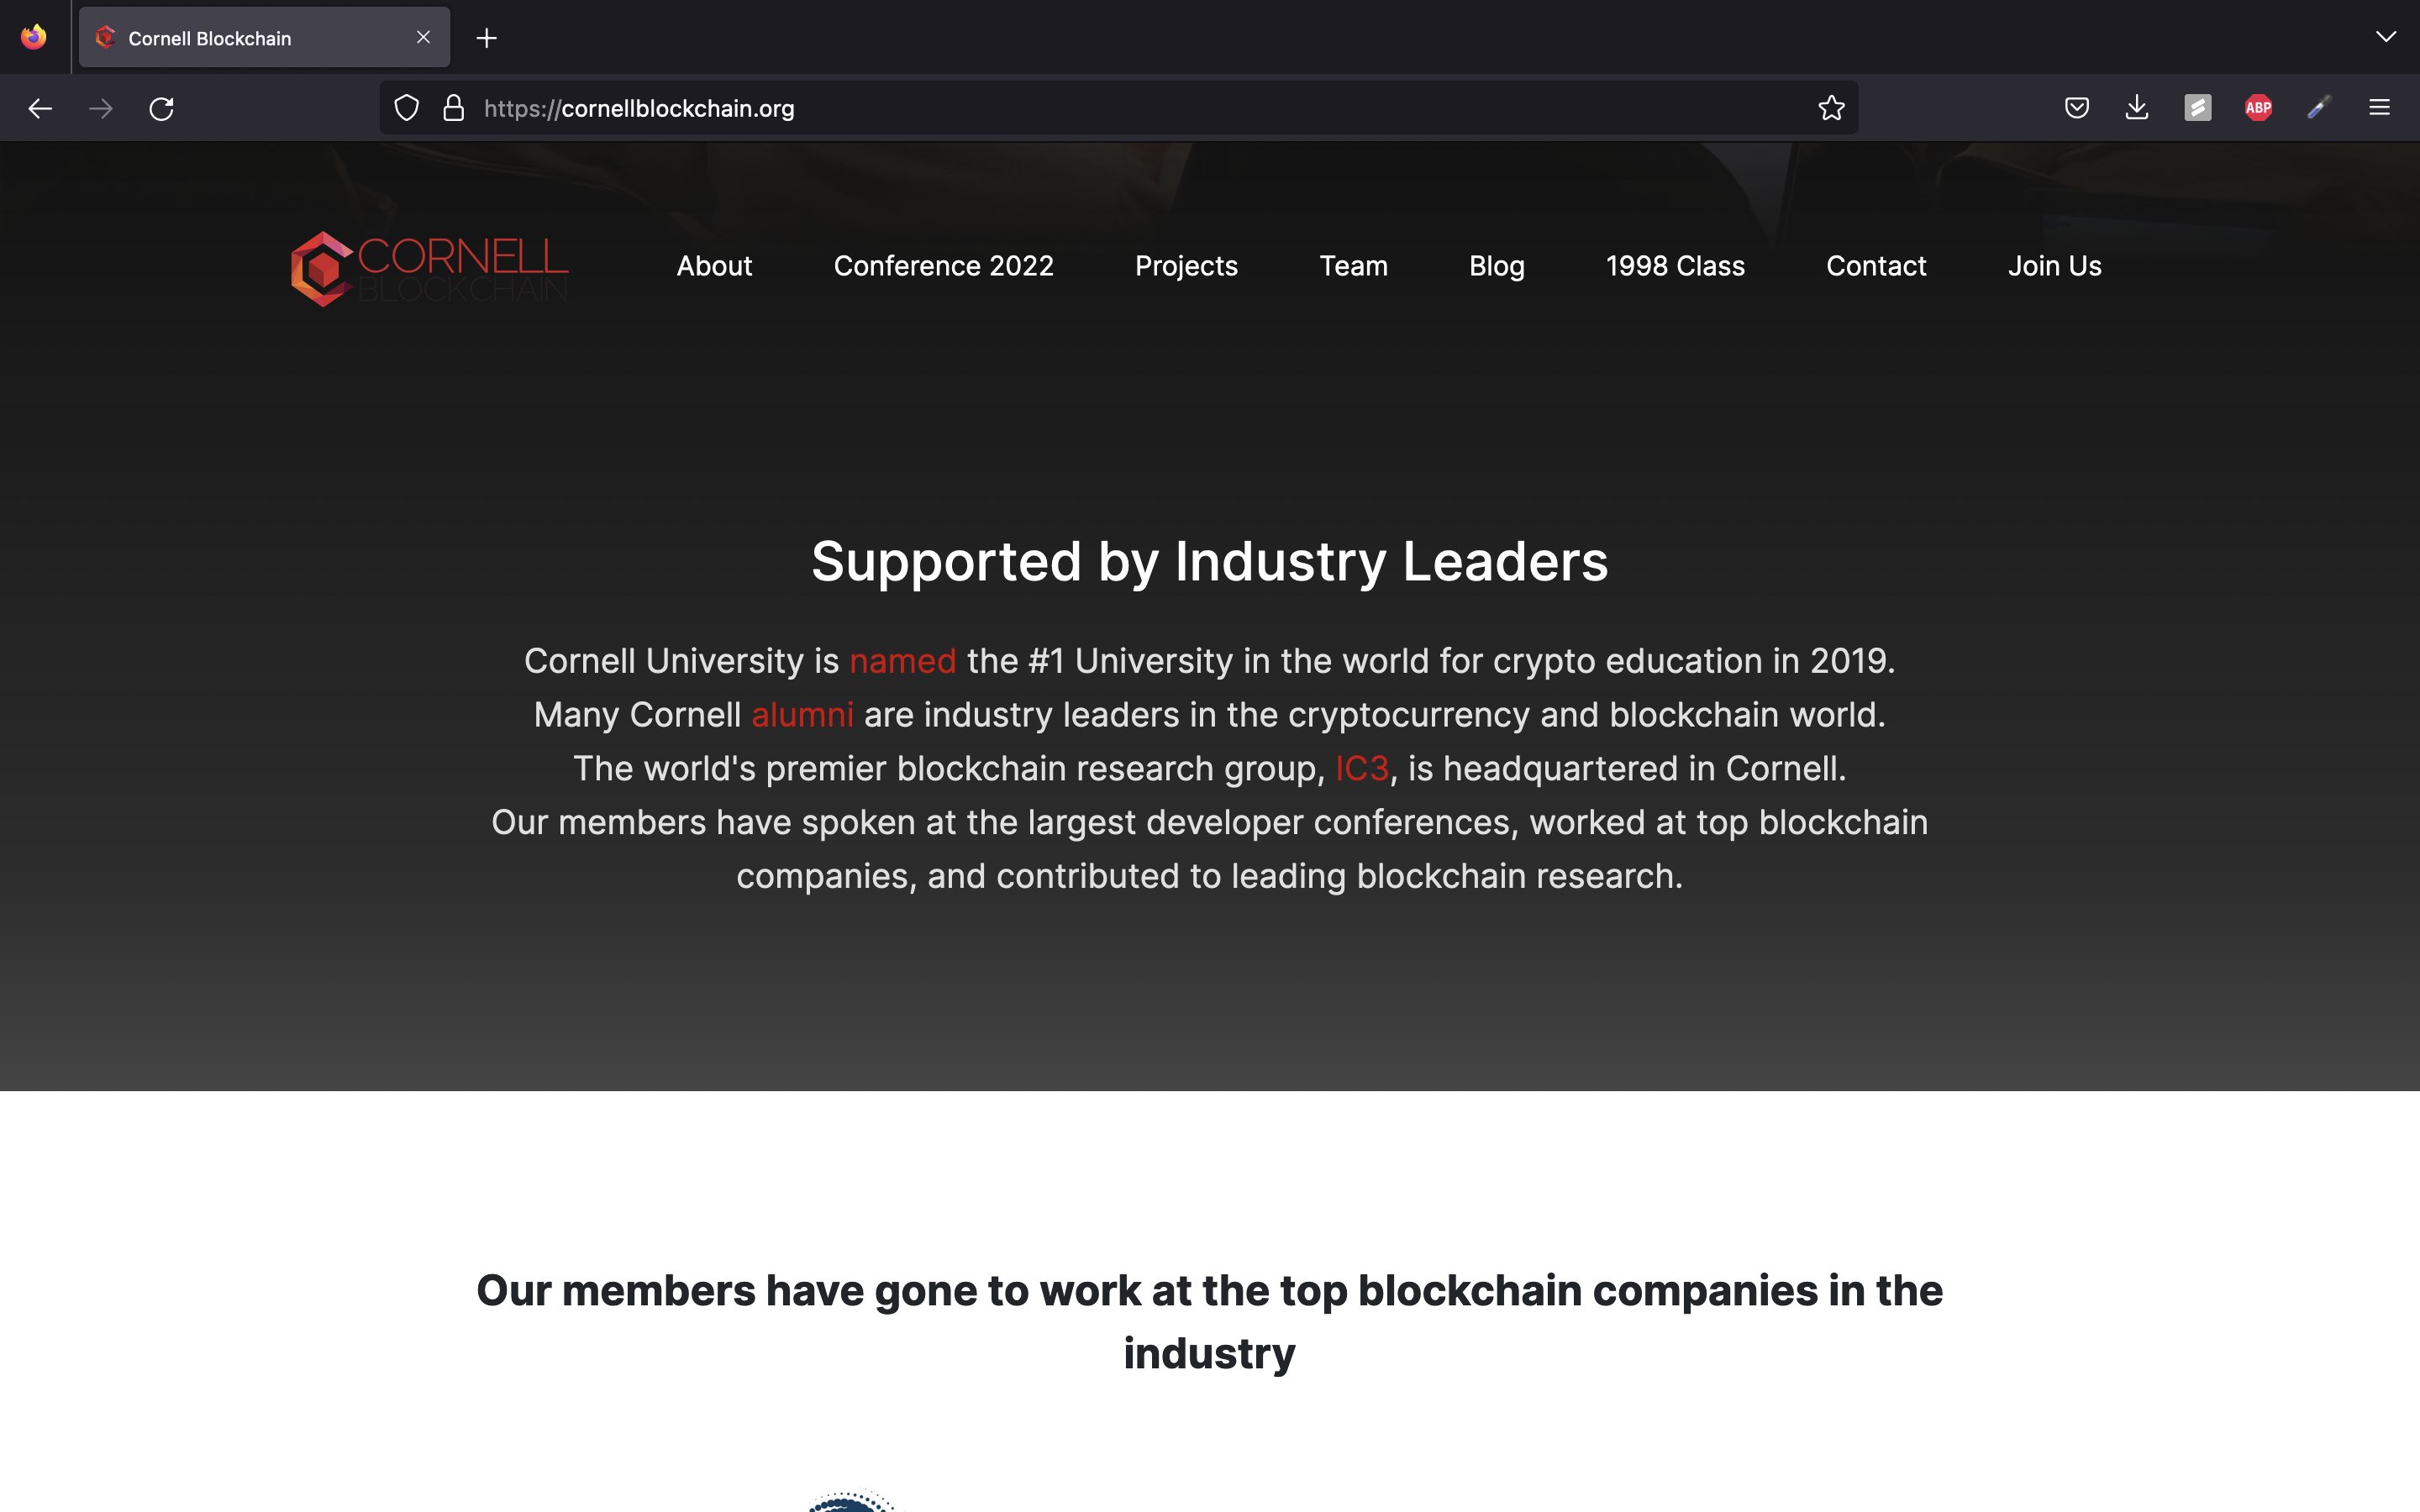 Cornell Blockchain
https://cornellblockchain.org
ABP
CORNELL
BLOCKCHAIN
About
Conference 2022
Projects
Team
Blog
1998 Class
Contact
Join Us
Supported by Industry Leaders
Cornell University is named the #1 University in the world for crypto education in 2019.
Many Cornell alumni are industry leaders in the cryptocurrency and blockchain world.
The world's premier blockchain research group, IC3, is headquartered in Cornell.
Our members have spoken at the largest developer conferences, worked at top blockchain
companies, and contributed to leading blockchain research.
Our members have gone to work at the top blockchain companies in the
industry